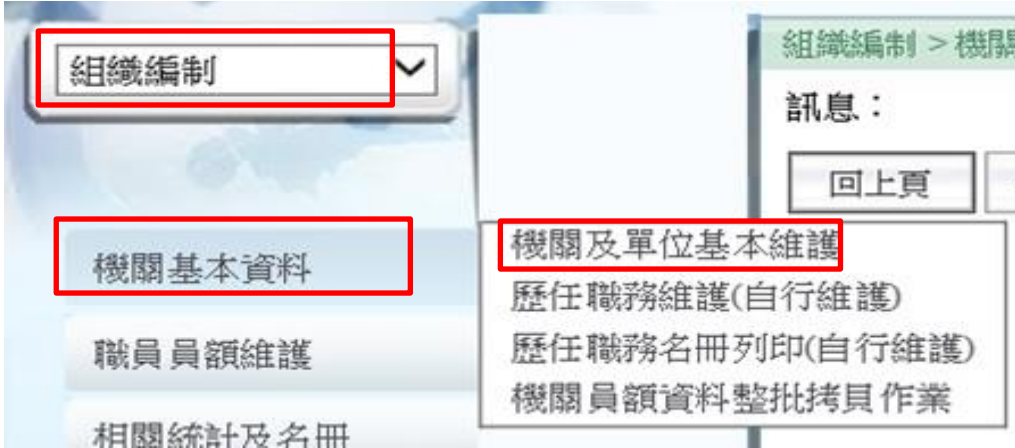 組織編制
組織編制 > 機關
訊息：
回上頁
機關基本資料
職員員額維護
相關統計及名冊
機關及單位基本維護
歷任職務維護(自行維護)
歷任職務名冊列印(自行維護)
機關員額資料整批拷貝作業